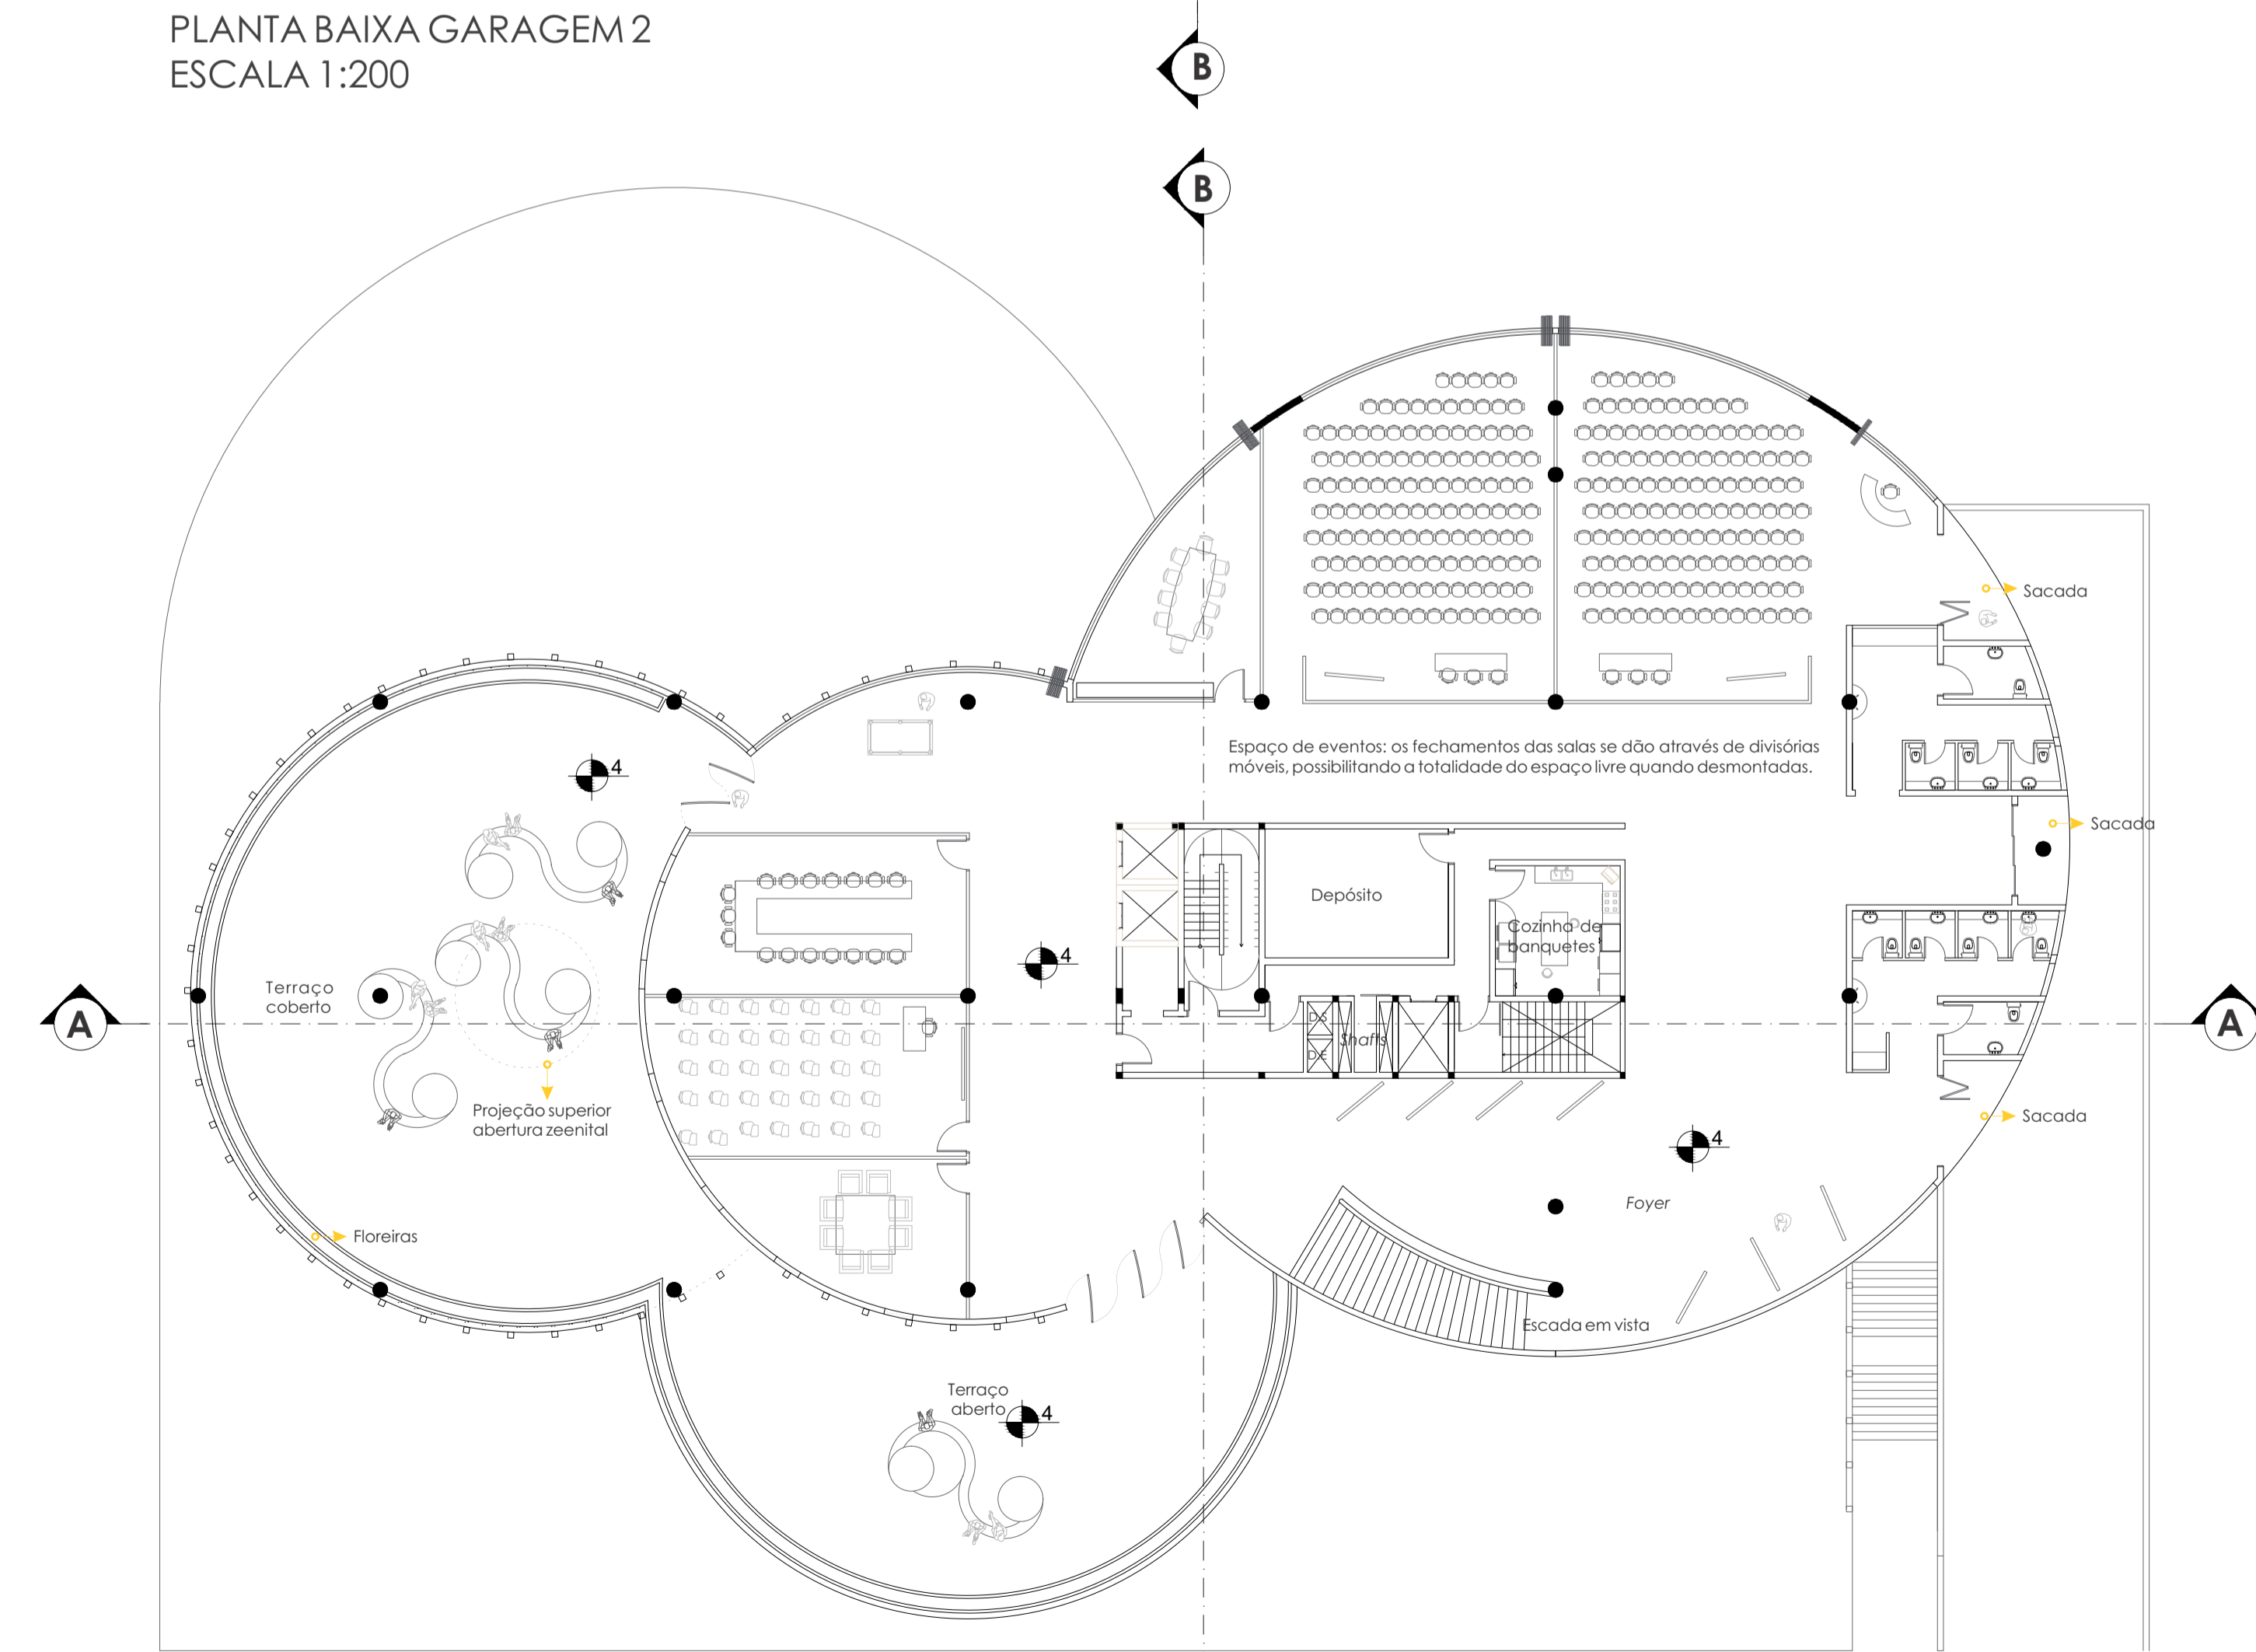 PLANTA BAIXA GARAGEM 2
ESCALA 1:200
B
B
Sacada
Espaço de eventos: os fechamentos das salas se dão através de divisórias
móveis, possibilitando a totalidade do espaço livre quando desmontadas.
4
Sacada
Depósito
Cozinha de
banquetes
4
Terraço
coberto
A
A
D.S
Shafts
D.E
Projeção superior
abertura zeenital
Sacada
4
Foyer
Floreiras
Escada em vista
Terraço
aberto
4